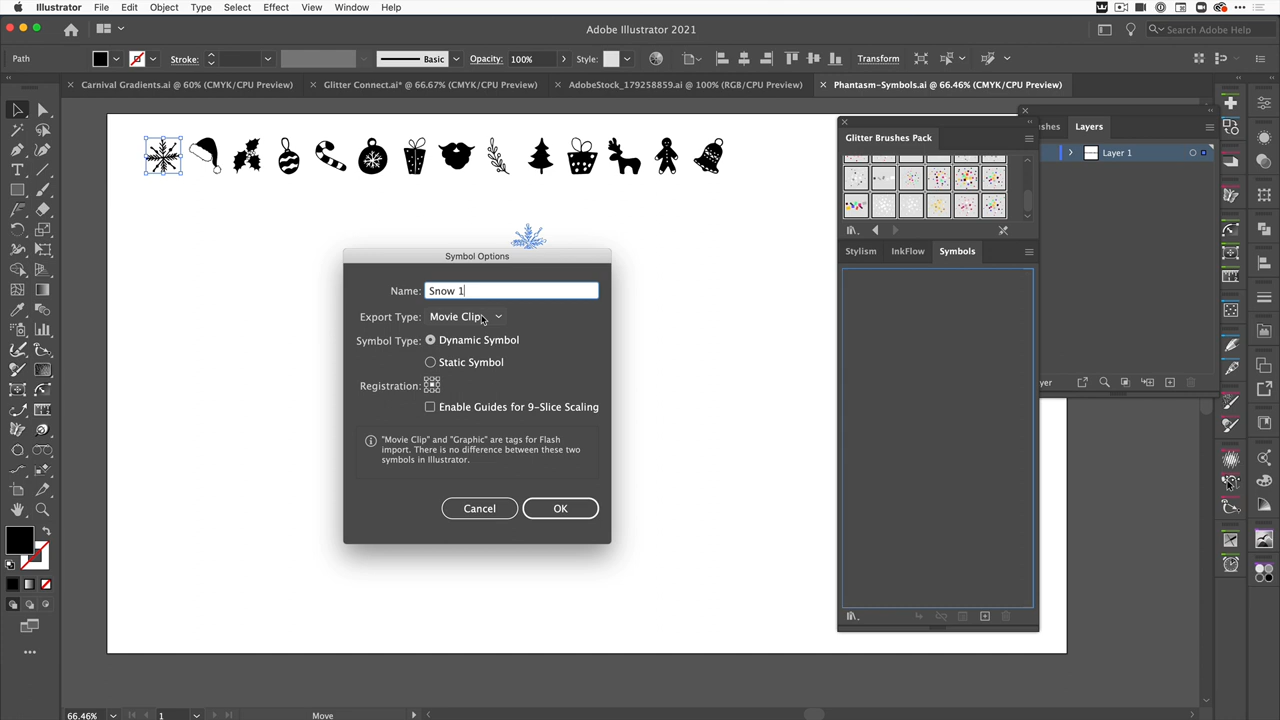 Illustrator File Edit Object Type Select Effect View Window Help
Adobe Illustrator 2021
Search Adobe Help
Path Stroke: Basic Opacity: 100% Style: Transform
Carnival Gradients.ai @ 60% (CMYK/CPU Preview) Glitter Connect.ai* @ 66.67% (CMYK/CPU Preview) AdobeStock_179258859.ai @ 100% (RGB/CPU Preview) Phantasm-Symbols.ai @ 66.46% (CMYK/CPU Preview)
Glitter Brushes Pack
rushes Layers
Layer 1
Stylism InkFlow Symbols
Symbol Options
Name: Snow 1
Export Type: Movie Clip
Symbol Type: Dynamic Symbol
Static Symbol
Registration:
Enable Guides for 9-Slice Scaling
"Movie Clip" and "Graphic" are tags for Flash
import. There is no difference between these two
symbols in Illustrator.
Cancel OK
yer
66.46% 1 Move